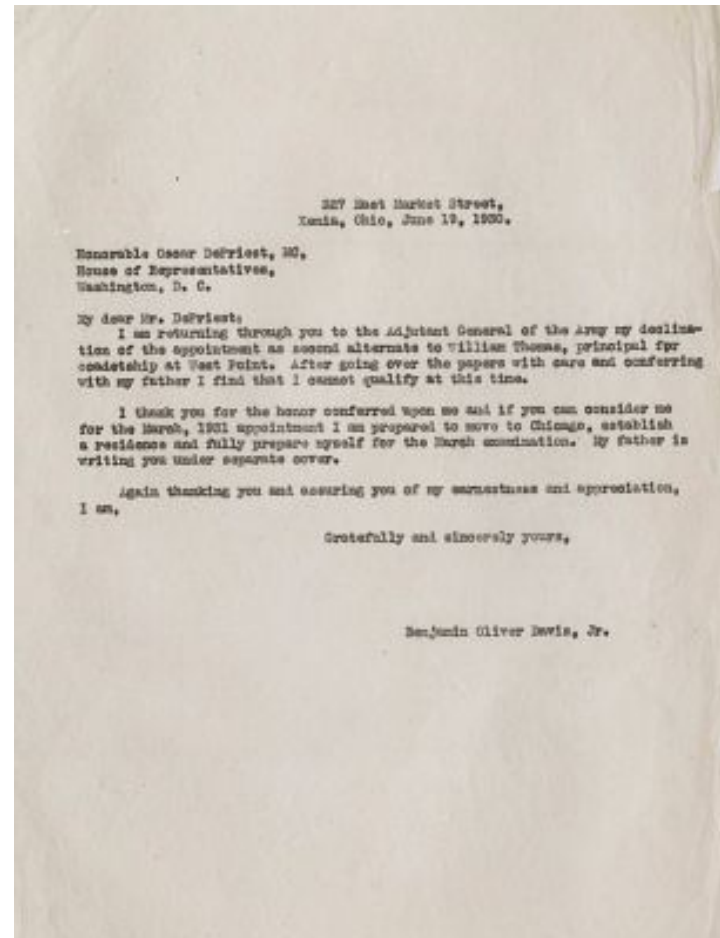 327 East Market Street,
Xenia, Ohio, June 19, 1930.
Honorable Oscar DePriest, MC,
House of Representatives,
Washington, D. C.
My dear Mr. DePriest:
I am returning through you to the Adjutant General of the Army my declina-
tion of the appointment as second alternate to William Thomas, principal for
cadetship at West Point. After going over the papers with care and conferring
with my father I find that I cannot qualify at this time.
I thank you for the honor conferred upon me and if you can consider me
for the March, 1931 appointment I am prepared to move to Chicago, establish
a residence and fully prepare myself for the March examination. My father is
writing you under separate cover.
Again thanking you and assuring you of my earnestness and appreciation,
I am,
Gratefully and sincerely yours,
Benjamin Oliver Davis, Jr.